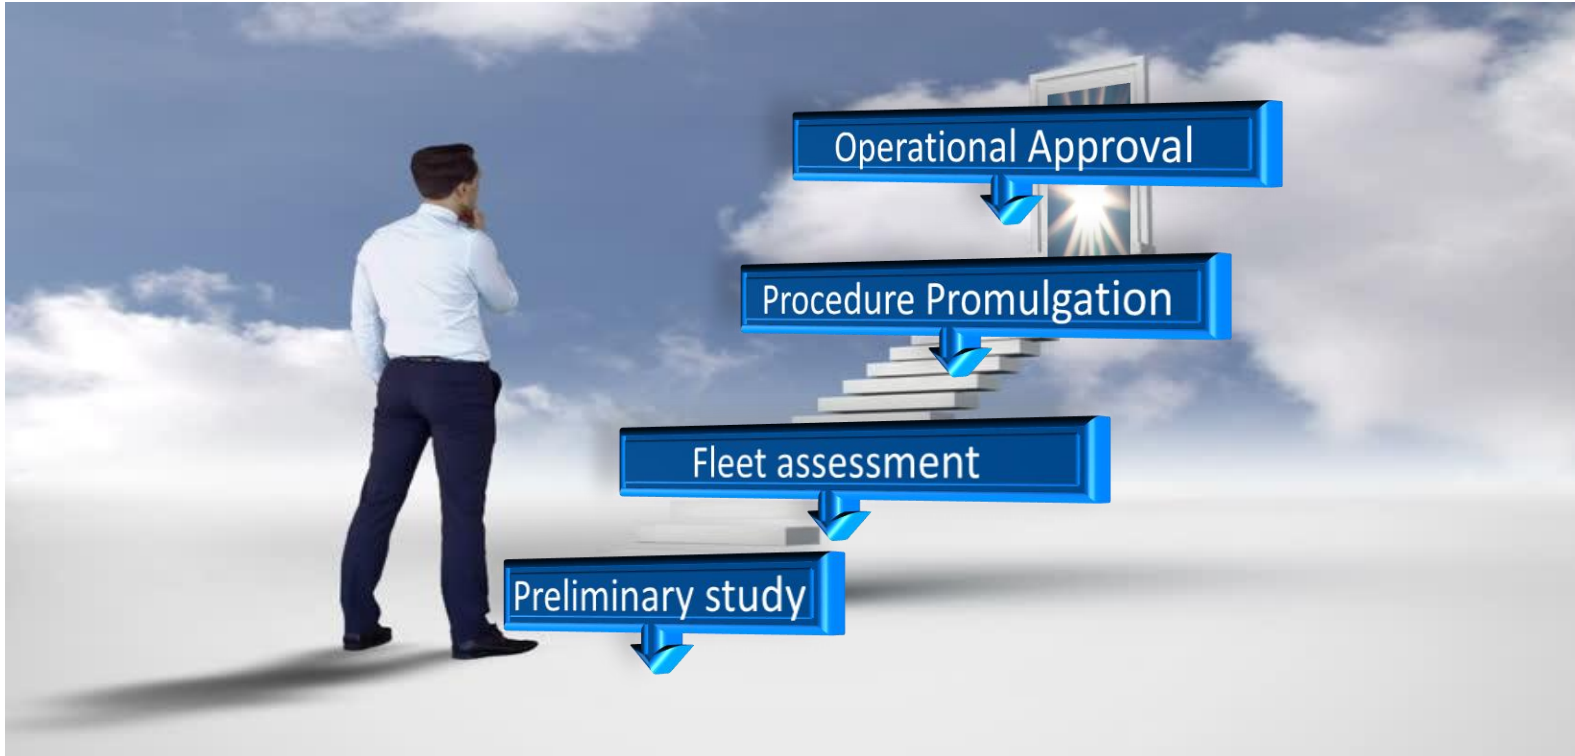 Operational Approval
Procedure Promulgation
Fleet assessment
Preliminary study